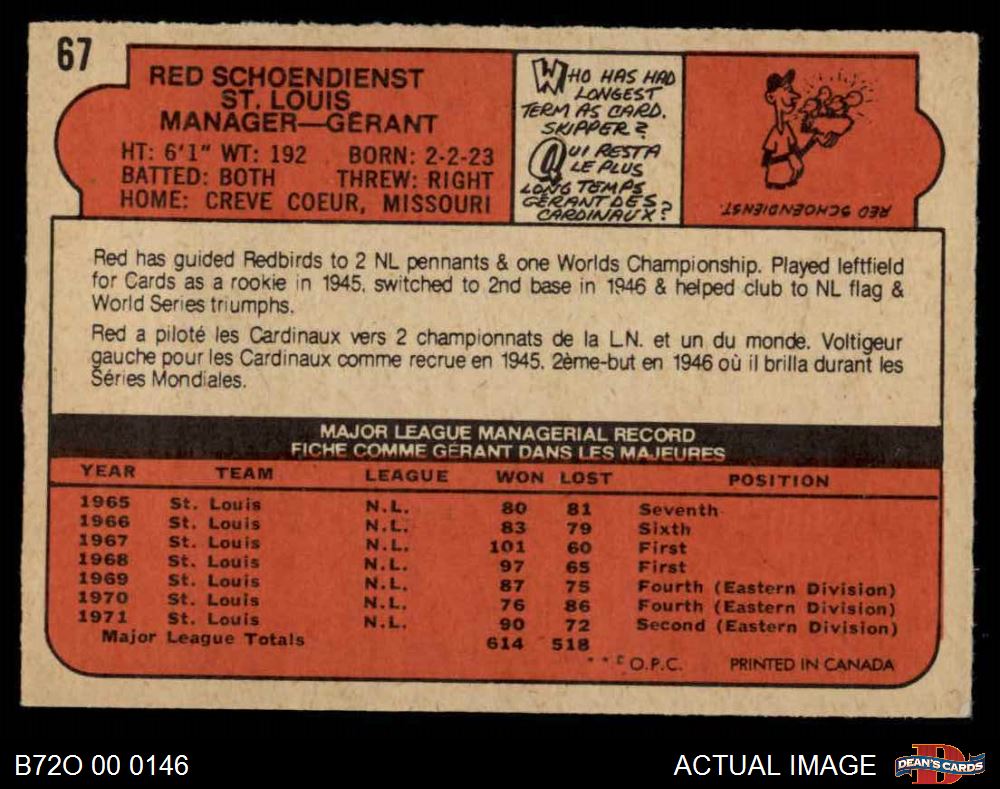 67
RED SCHOENDIENST
ST. LOUIS
MANAGER—GÉRANT
HT: 6'1" WT: 192 BORN: 2-2-23
BATTED: BOTH THREW: RIGHT
HOME: CREVE COEUR, MISSOURI
WHO HAS HAD
LONGEST
TERM AS CARD.
SKIPPER?
QUI RESTA
LE PLUS
LONG TEMPS
GÉRANT DES
CARDINAUX?
RED SCHOENDIENST
Red has guided Redbirds to 2 NL pennants & one Worlds Championship. Played leftfield
for Cards as a rookie in 1945, switched to 2nd base in 1946 & helped club to NL flag &
World Series triumphs.
Red a piloté les Cardinaux vers 2 championnats de la L.N. et un du monde. Voltigeur
gauche pour les Cardinaux comme recrue en 1945. 2ème-but en 1946 où il brilla durant les
Séries Mondiales.
MAJOR LEAGUE MANAGERIAL RECORD
FICHE COMME GÉRANT DANS LES MAJEURES
YEAR TEAM LEAGUE WON LOST POSITION
1965 St. Louis N.L. 80 81 Seventh
1966 St. Louis N.L. 83 79 Sixth
1967 St. Louis N.L. 101 60 First
1968 St. Louis N.L. 97 65 First
1969 St. Louis N.L. 87 75 Fourth (Eastern Division)
1970 St. Louis N.L. 76 86 Fourth (Eastern Division)
1971 St. Louis N.L. 90 72 Second (Eastern Division)
Major League Totals 614 518
* * © O.P.C. PRINTED IN CANADA
B72O 00 0146
ACTUAL IMAGE
DEAN'S CARDS